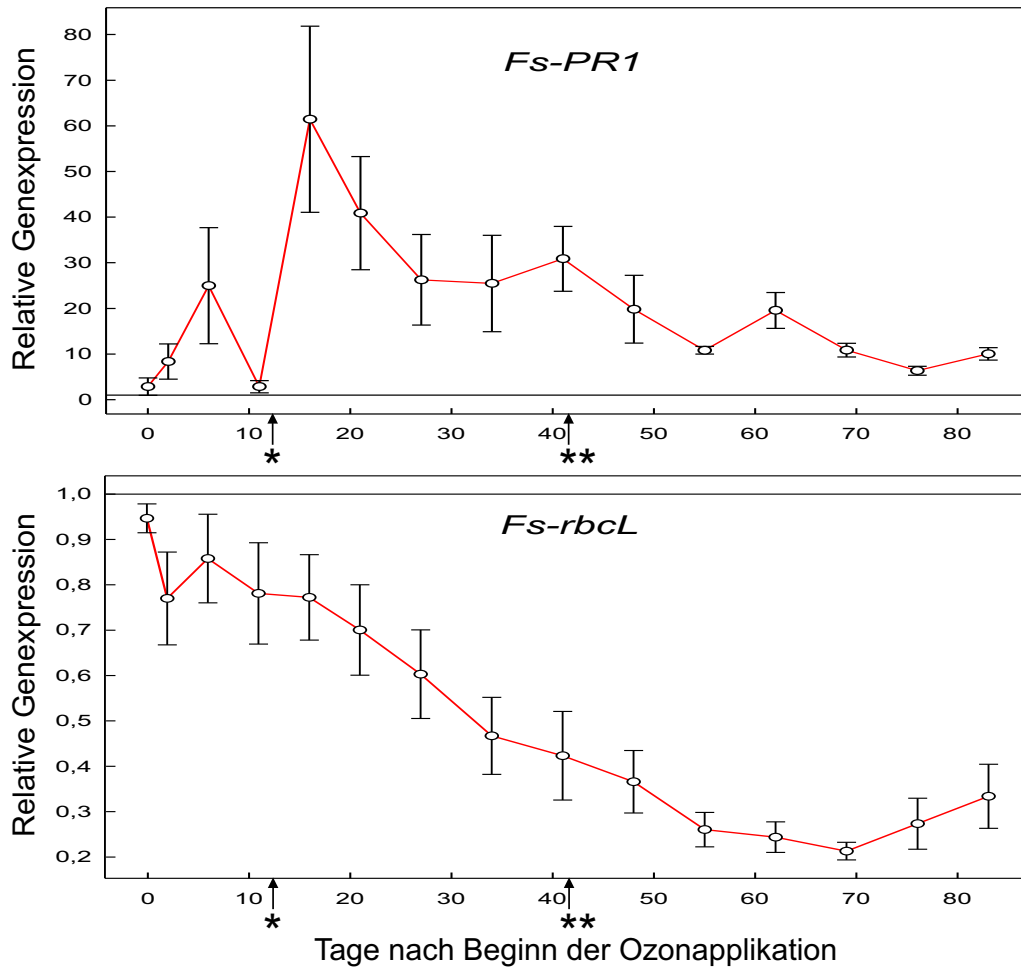 Fs-PR1
Relative Genexpression
80
70
60
50
40
30
20
10
0
0 10 20 30 40 50 60 70 80
* **
Fs-rbcL
Relative Genexpression
1,0
0,9
0,8
0,7
0,6
0,5
0,4
0,3
0,2
0 10 20 30 40 50 60 70 80
* **
Tage nach Beginn der Ozonapplikation